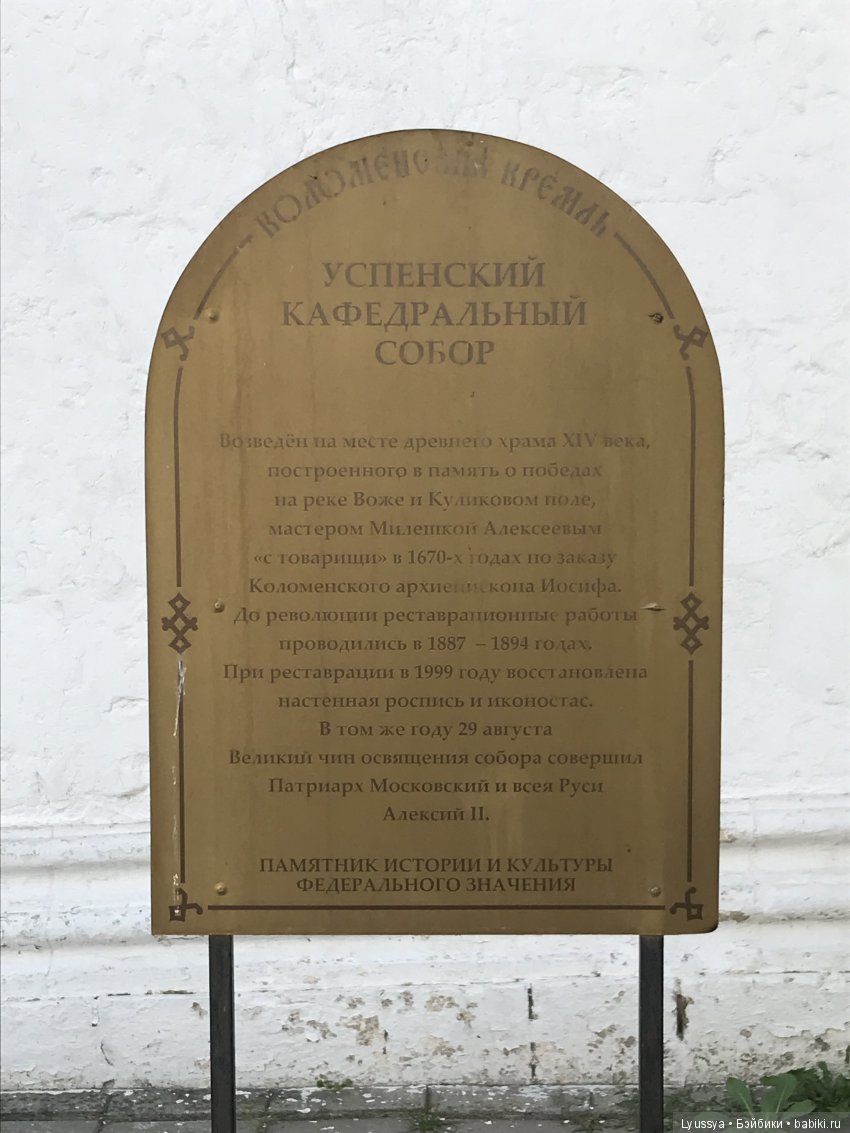 КОЛОМЕНСКИЙ КРЕМЛЬ
УСПЕНСКИЙ
КАФЕДРАЛЬНЫЙ
СОБОР
Возведён на месте древнего храма XIV века,
построенного в память о победах
на реке Воже и Куликовом поле,
мастером Милешкой Алексеевым
«с товарищи» в 1670-х годах по заказу
Коломенского архиепископа Иосифа.
До революции реставрационные работы
проводились в 1887 – 1894 годах.
При реставрации в 1999 году восстановлена
настенная роспись и иконостас.
В том же году 29 августа
Великий чин освящения собора совершил
Патриарх Московский и всея Руси
Алексий II.
ПАМЯТНИК ИСТОРИИ И КУЛЬТУРЫ
ФЕДЕРАЛЬНОГО ЗНАЧЕНИЯ
Lyussya • Бэйбики • babiki.ru